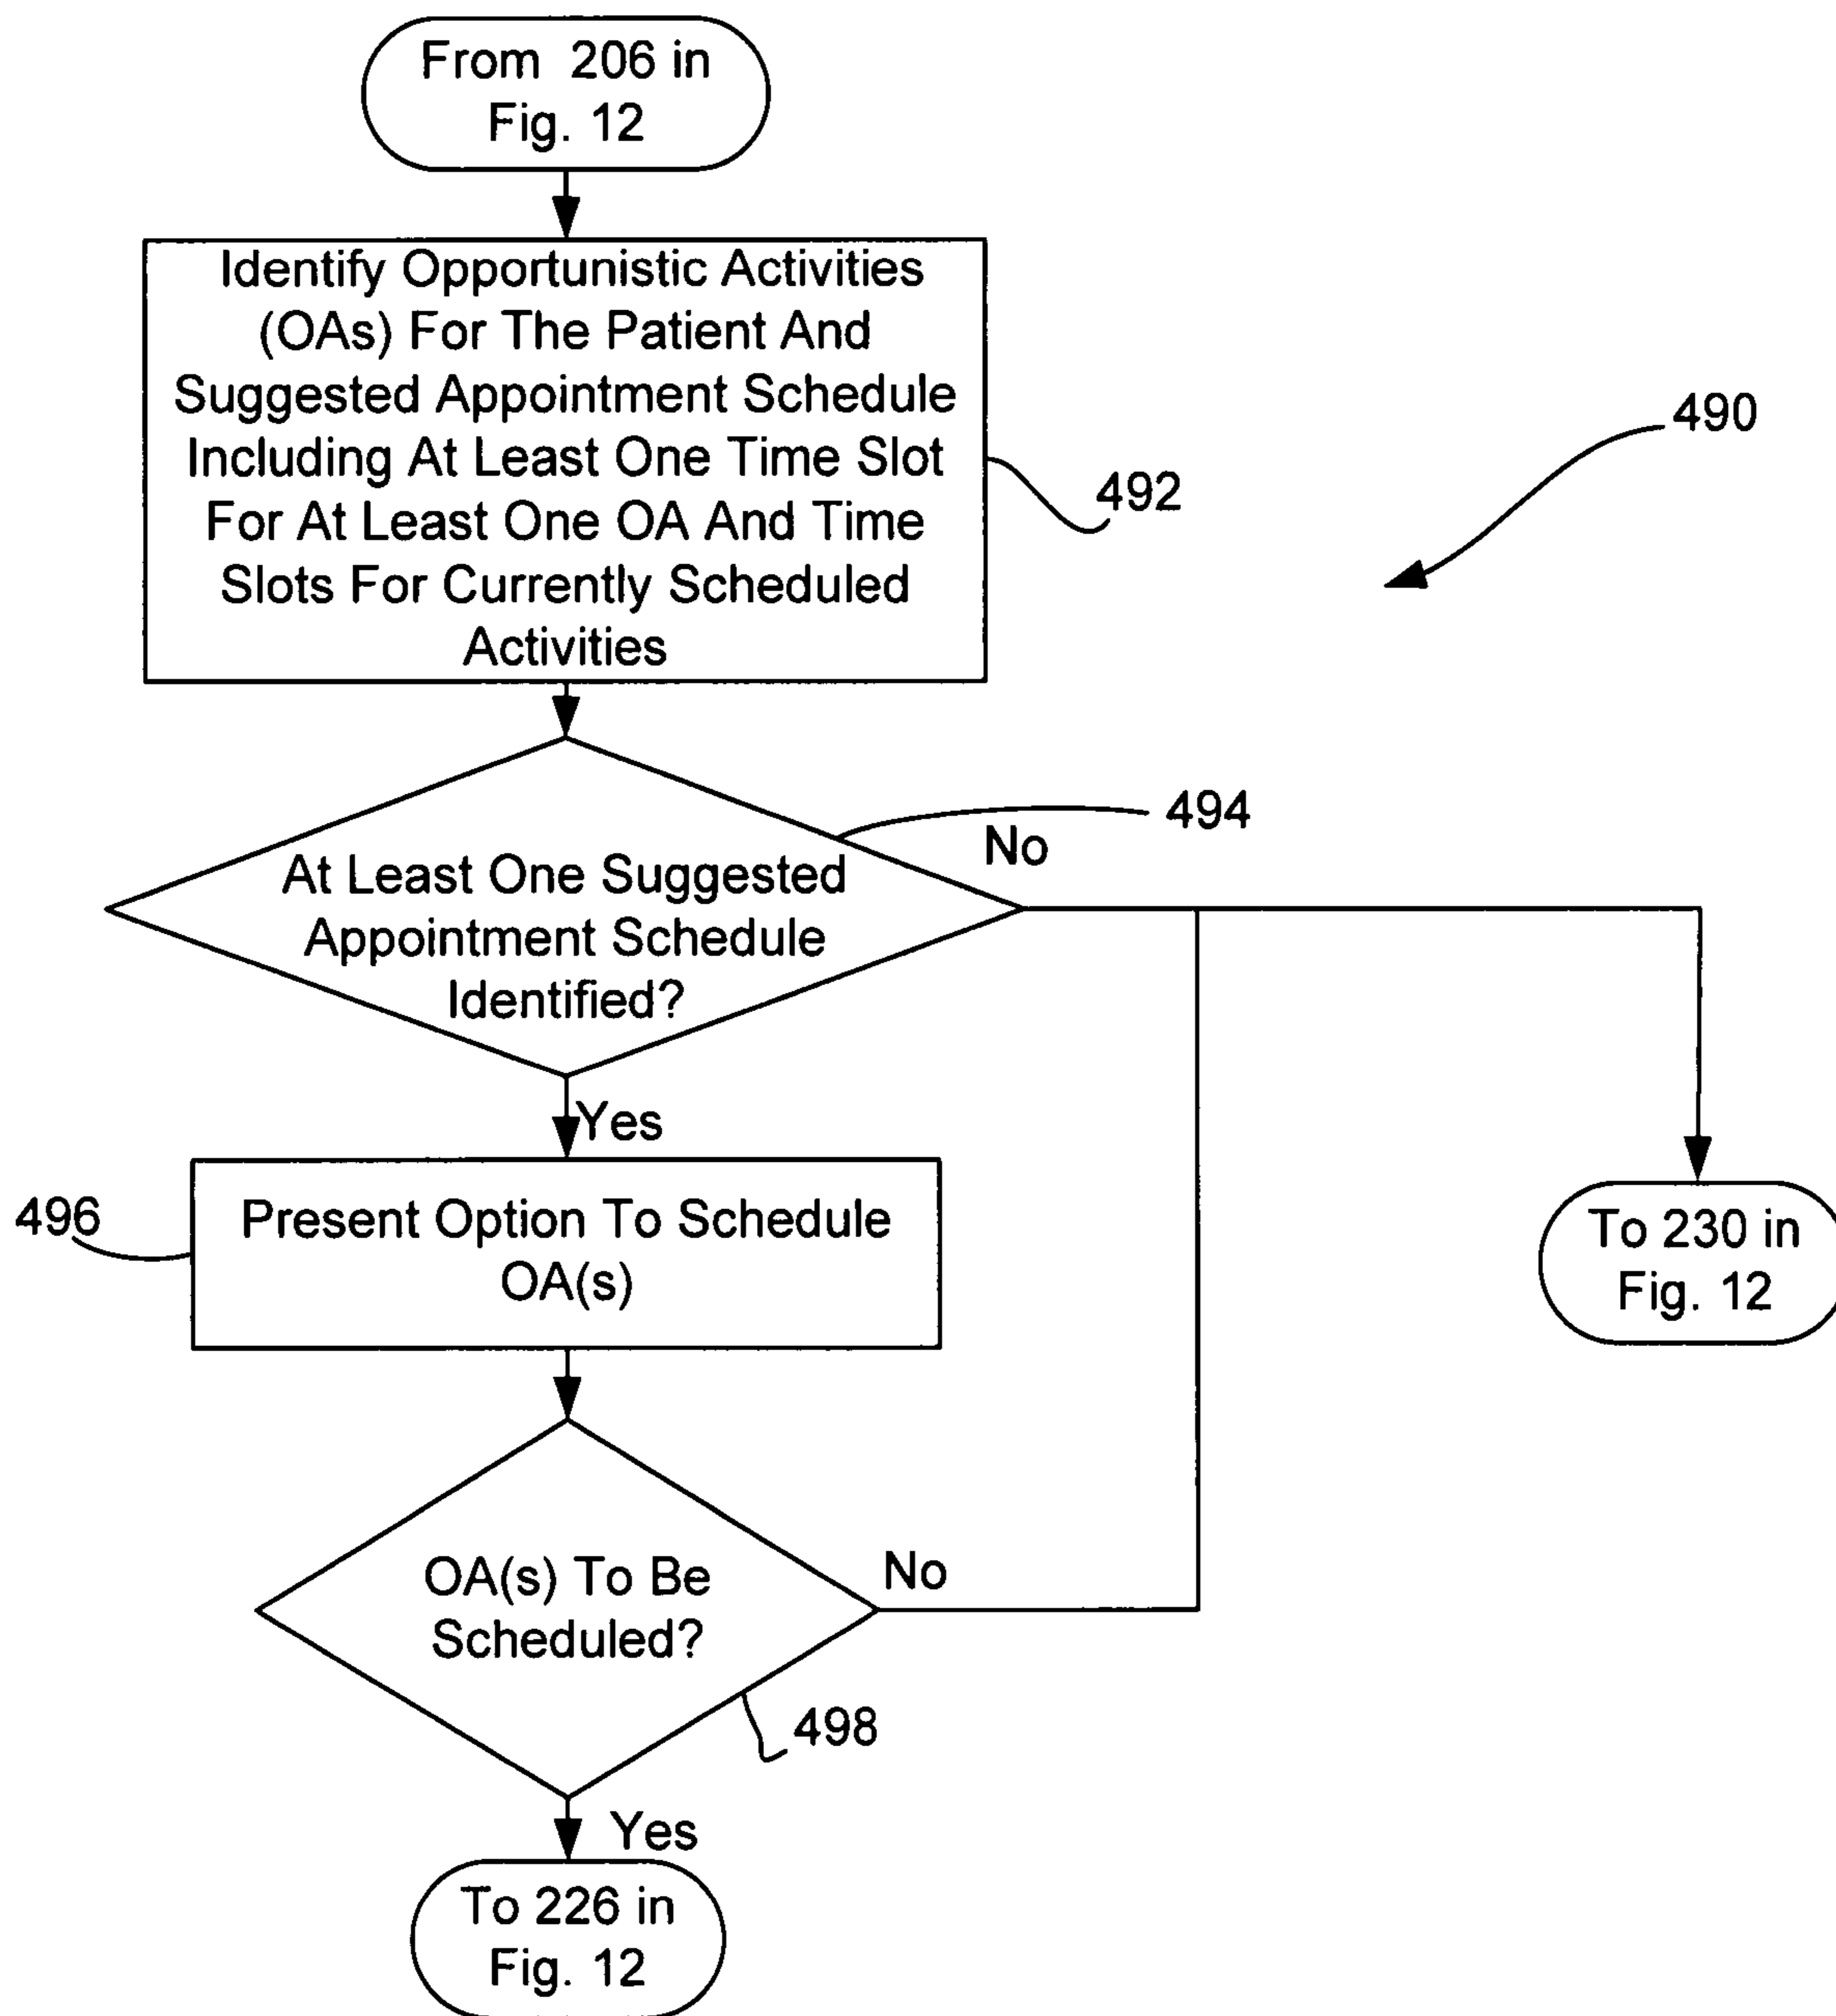 From 206 in
Fig. 12
Identify Opportunistic Activities
(OAs) For The Patient And
Suggested Appointment Schedule
Including At Least One Time Slot
For At Least One OA And Time
Slots For Currently Scheduled
Activities
490
492
494
No
At Least One Suggested
Appointment Schedule
Identified?
Yes
496
Present Option To Schedule
OA(s)
To 230 in
Fig. 12
OA(s) To Be
Scheduled?
No
498
Yes
To 226 in
Fig. 12